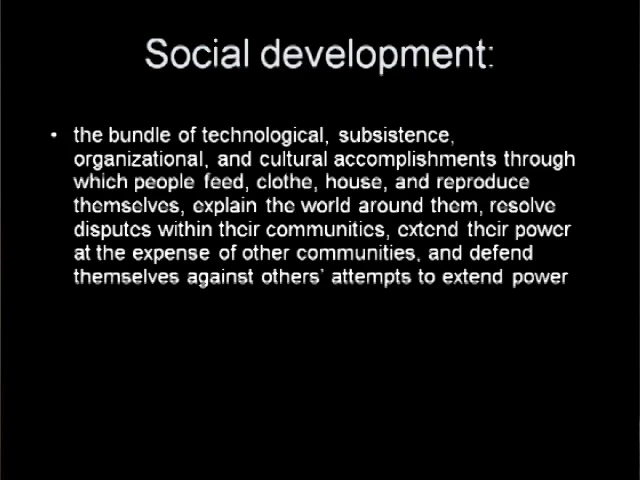 Social development:
• the bundle of technological, subsistence,
organizational, and cultural accomplishments through
which people feed, clothe, house, and reproduce
themselves, explain the world around them, resolve
disputes within their communities, extend their power
at the expense of other communities, and defend
themselves against others' attempts to extend power